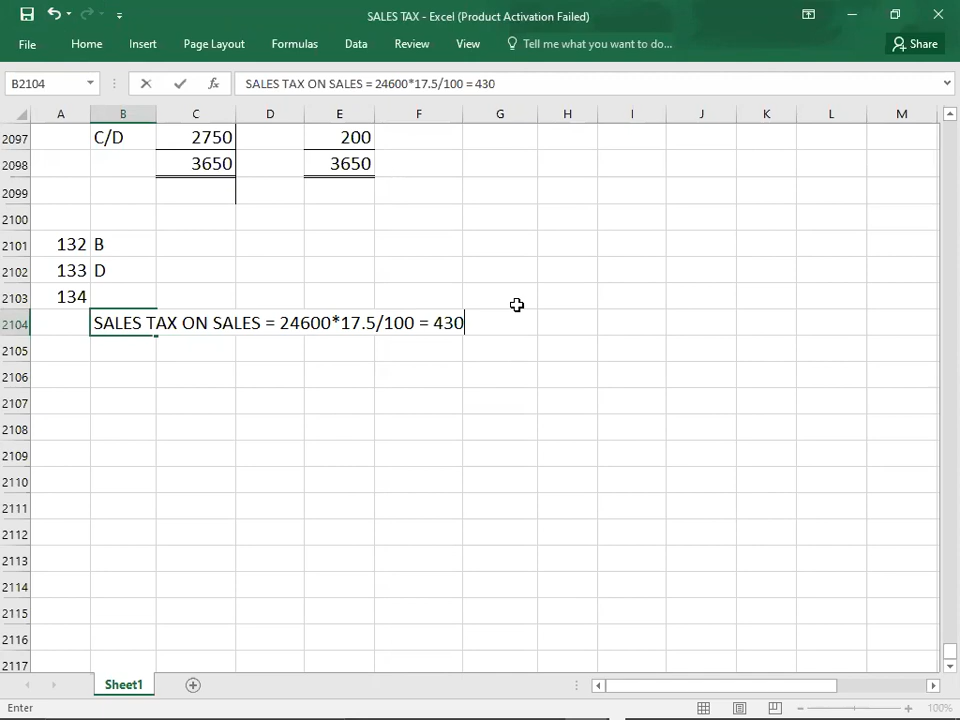 SALES TAX - Excel (Product Activation Failed)
File Home Insert Page Layout Formulas Data Review View Tell me what you want to do... Share
B2104 fx SALES TAX ON SALES = 24600*17.5/100 = 430
A B C D E F G H I J K L M
2097 C/D 2750 200
2098 3650 3650
2099
2100
2101 132 B
2102 133 D
2103 134
2104 SALES TAX ON SALES = 24600*17.5/100 = 430
2105
2106
2107
2108
2109
2110
2111
2112
2113
2114
2115
2116
2117
Sheet1
Enter 100%